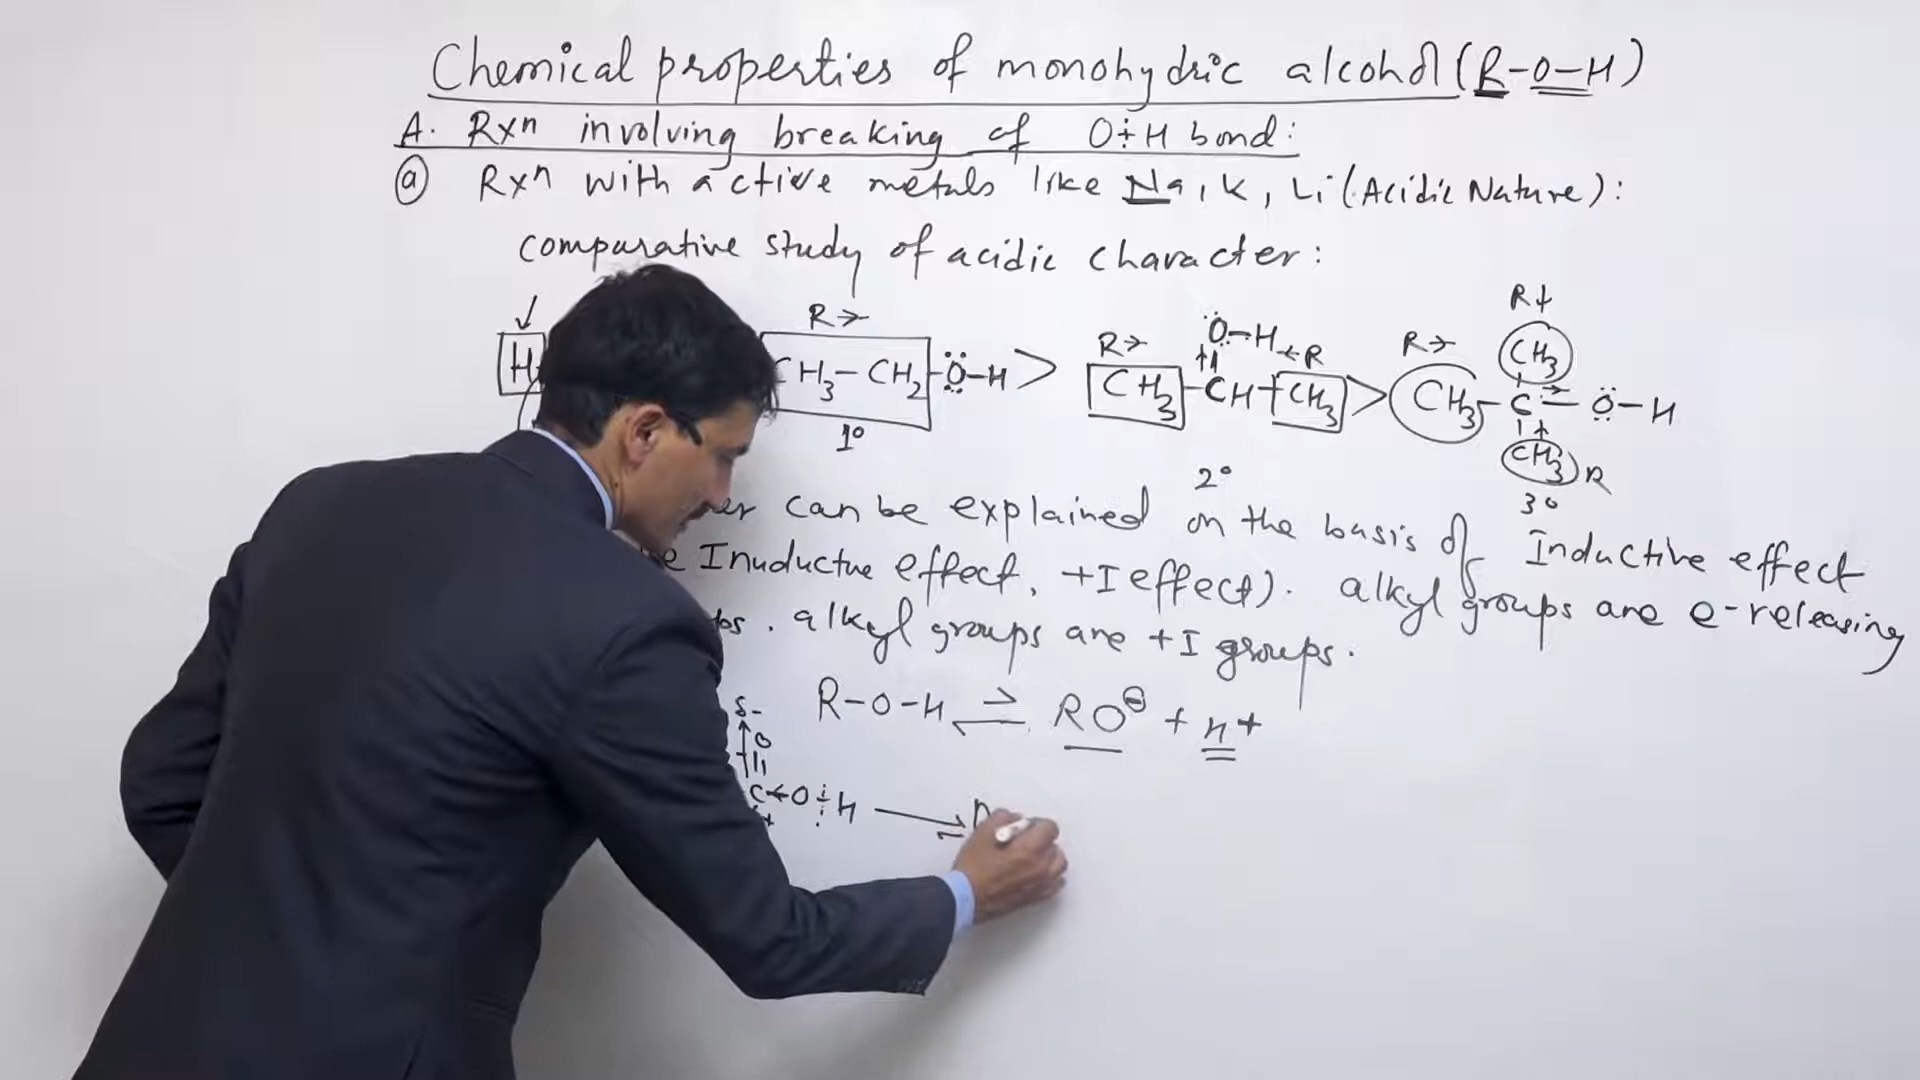 Chemical properties of monohydric alcohol (R-O-H)
A. Rxn involving breaking of O÷H bond:
ⓐ Rxn with active metals like Na, K, Li (Acidic Nature):
comparative study of acidic character:
R→ R↓
Ö-H R→ ←R R→ CH3
H CH3-CH2-Ö-H > CH3-CH-CH3 > CH3-C-Ö-H
1° CH3 R
2° 3°
can be explained on the basis of Inductive effect
Inuductue effect, +I effect). alkyl groups are e-releasing
alkyl groups are +I groups.
δ- R-O-H ⇌ RO⊖ + H+
O
C←O÷H ⇌